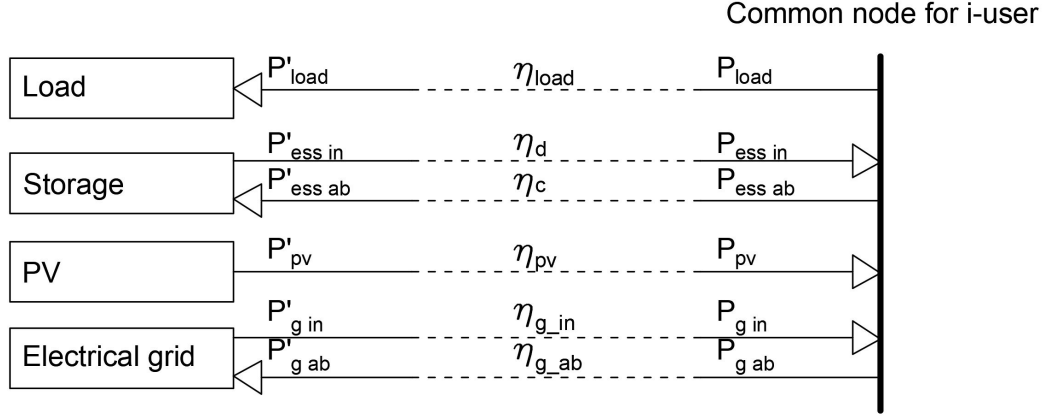 Common node for i-user
Load P'load ηload Pload
P'ess in ηd Pess in
Storage P'ess ab ηc Pess ab
PV P'pv ηpv Ppv
P'g in ηg_in Pg in
Electrical grid P'g ab ηg_ab Pg ab